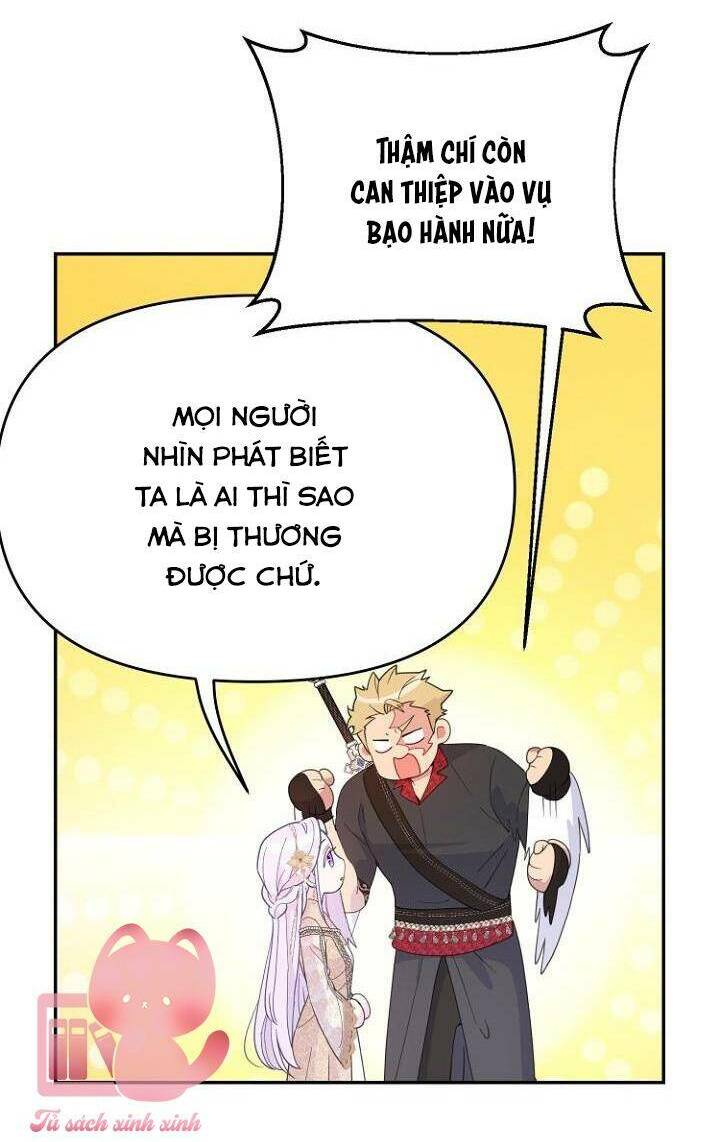 THẬM CHÍ CÒN
CAN THIỆP VÀO VỤ
BẠO HÀNH NỮA!
MỌI NGƯỜI
NHÌN PHÁT BIẾT
TA LÀ AI THÌ SAO
MÀ BỊ THƯƠNG
ĐƯỢC CHỨ.
Tủ sách xinh xinh